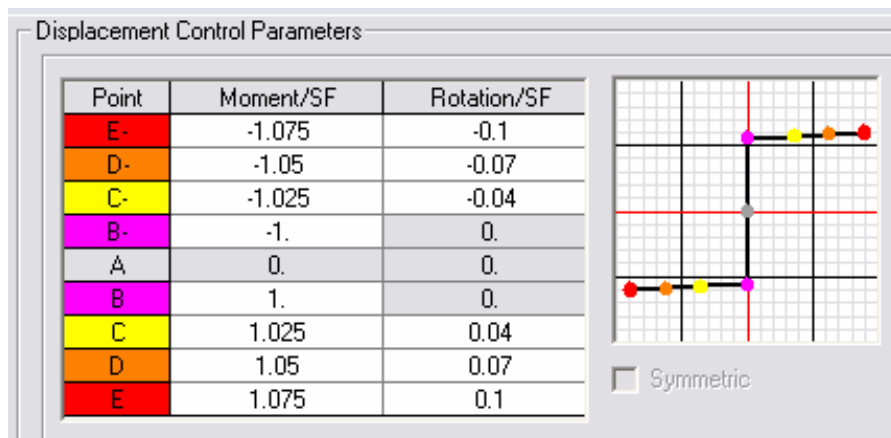 Displacement Control Parameters
Point Moment/SF Rotation/SF
E- -1.075 -0.1
D- -1.05 -0.07
C- -1.025 -0.04
B- -1. 0.
A 0. 0.
B 1. 0.
C 1.025 0.04
D 1.05 0.07
E 1.075 0.1
Symmetric